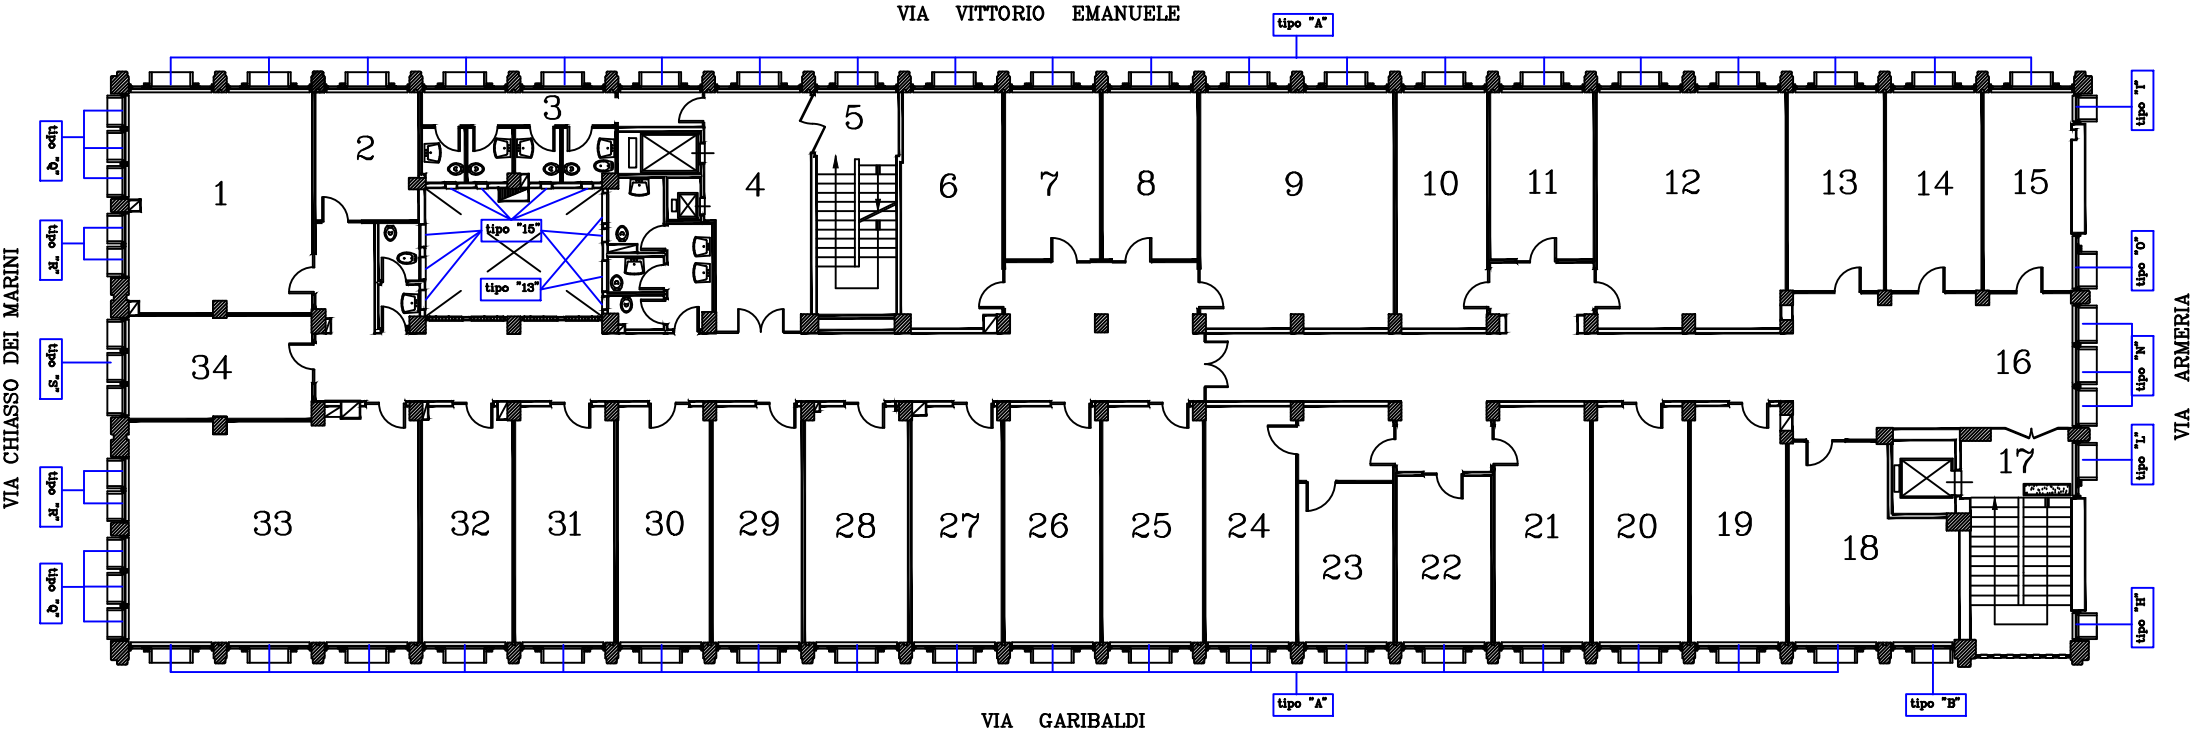 VIA VITTORIO EMANUELE
tipo "A"
tipo "I"
tipo "Q"
3
5
2
1
4
6
7
8
9
10
11
12
13
14
15
tipo "15"
tipo "R"
tipo "O"
tipo "13"
VIA CHIASSO DEI MARINI
tipo "S"
34
16
tipo "N"
VIA ARMERIA
tipo "L"
17
tipo "R"
33
32
31
30
29
28
27
26
25
24
23
22
21
20
19
18
tipo "Q"
tipo "H"
tipo "A"
tipo "B"
VIA GARIBALDI